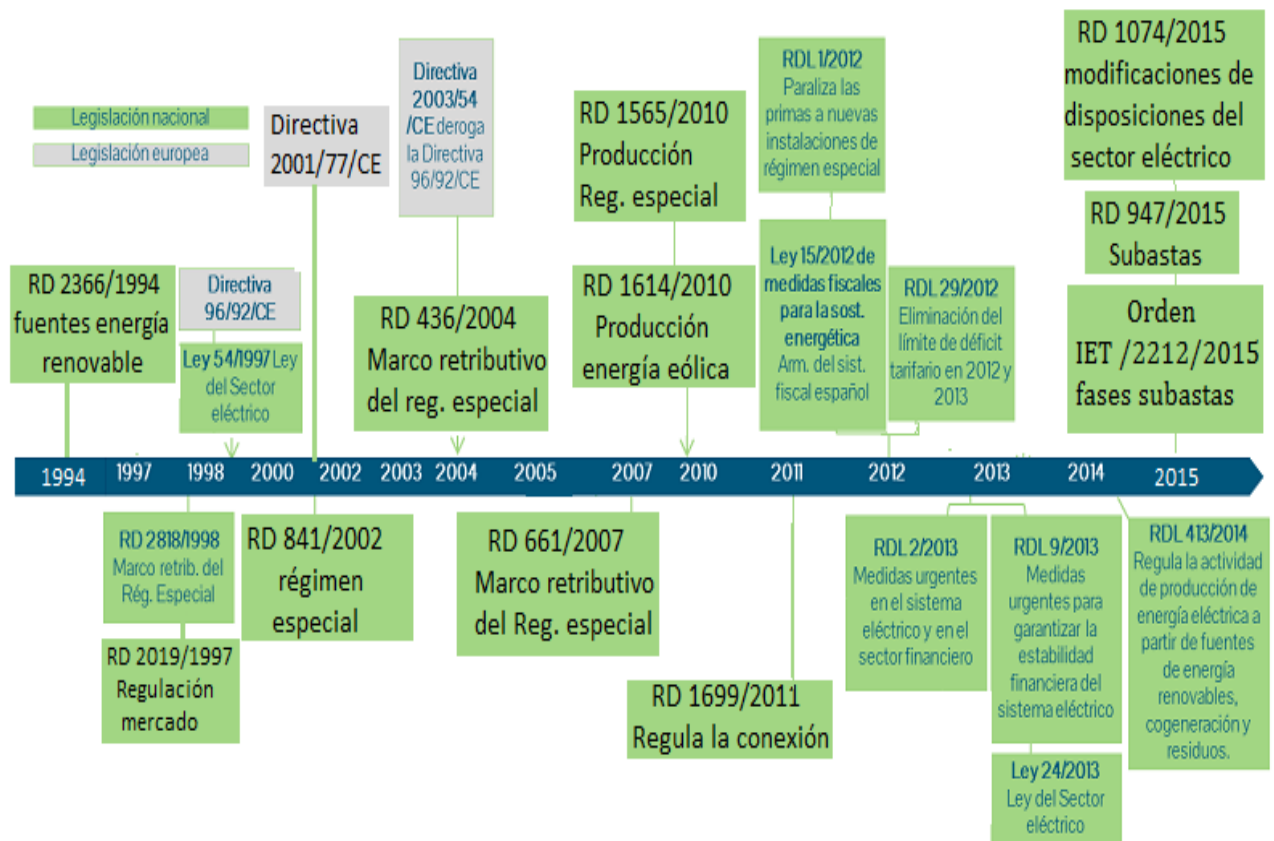 Legislación nacional
Legislación europea
RD 2366/1994
fuentes energía
renovable
Directiva
96/92/CE
Ley 54/1997 Ley
del Sector
eléctrico
Directiva
2001/77/CE
Directiva
2003/54
/CE deroga
la Directiva
96/92/CE
RD 436/2004
Marco retributivo
del reg. especial
RD 1565/2010
Producción
Reg. especial
RD 1614/2010
Producción
energía eólica
RDL 1/2012
Paraliza las
primas a nuevas
instalaciones de
régimen especial
Ley 15/2012 de
medidas fiscales
para la sost.
energética
Arm. del sist.
fiscal español
RDL 29/2012
Eliminación del
límite de déficit
tarifario en 2012 y
2013
RD 1074/2015
modificaciones de
disposiciones del
sector eléctrico
RD 947/2015
Subastas
Orden
IET /2212/2015
fases subastas
1994 1997 1998 2000 2002 2003 2004 2005 2007 2010 2011 2012 2013 2014 2015
RD 2818/1998
Marco retrib. del
Rég. Especial
RD 2019/1997
Regulación
mercado
RD 841/2002
régimen
especial
RD 661/2007
Marco retributivo
del Reg. especial
RD 1699/2011
Regula la conexión
RDL 2/2013
Medidas urgentes
en el sistema
eléctrico y en el
sector financiero
RDL 9/2013
Medidas
urgentes para
garantizar la
estabilidad
financiera del
sistema eléctrico
Ley 24/2013
Ley del Sector
eléctrico
RDL 413/2014
Regula la actividad
de producción de
energía eléctrica a
partir de fuentes
de energía
renovables,
cogeneración y
residuos.